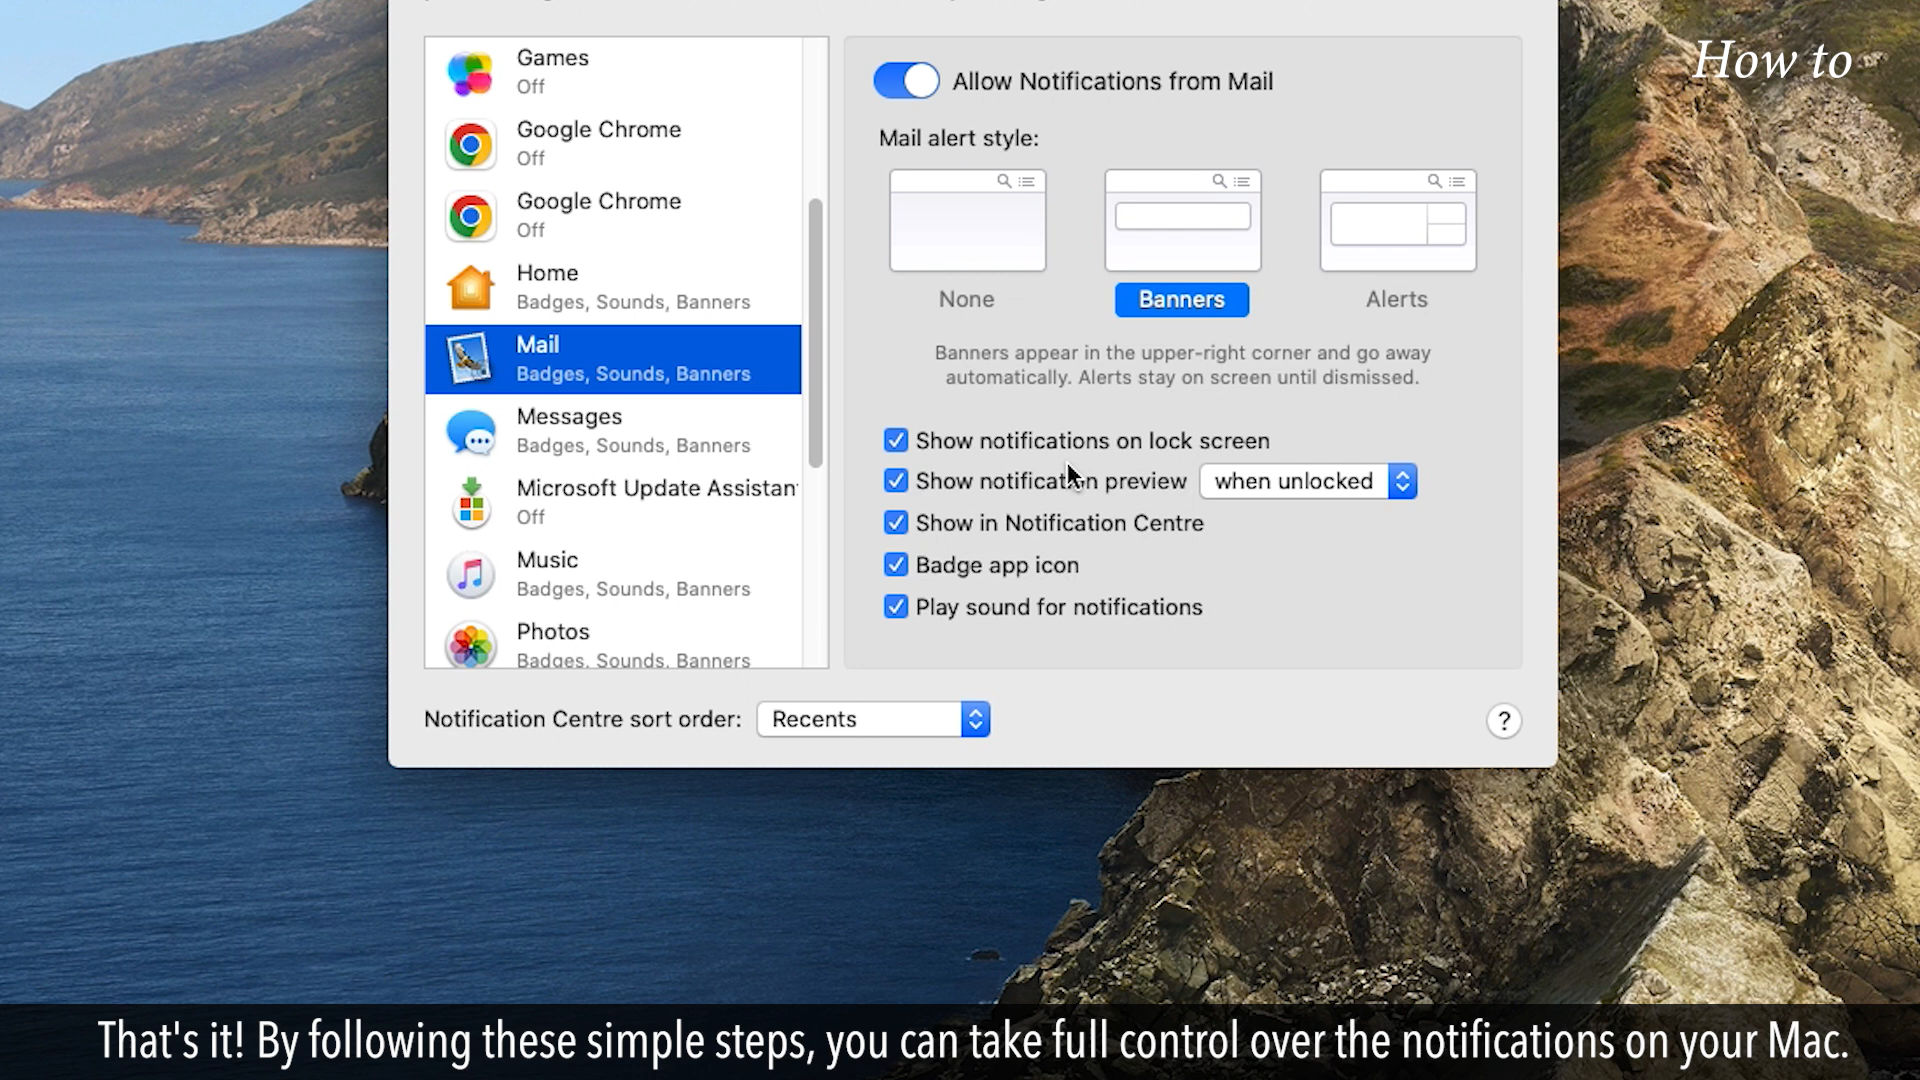 How to
Games
Off
Google Chrome
Off
Google Chrome
Off
Home
Badges, Sounds, Banners
Mail
Badges, Sounds, Banners
Messages
Badges, Sounds, Banners
Microsoft Update Assistan
Off
Music
Badges, Sounds, Banners
Photos
Badges, Sounds, Banners
Allow Notifications from Mail
Mail alert style:
None
Banners
Alerts
Banners appear in the upper-right corner and go away
automatically. Alerts stay on screen until dismissed.
Show notifications on lock screen
Show notification preview when unlocked
Show in Notification Centre
Badge app icon
Play sound for notifications
Notification Centre sort order: Recents
?
That's it! By following these simple steps, you can take full control over the notifications on your Mac.